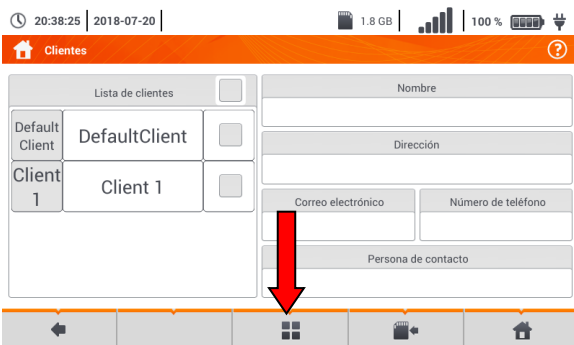 20:38:25 2018-07-20 1.8 GB 100 %
Clientes ?
Lista de clientes
Default Client
DefaultClient
Client 1
Client 1
Nombre
Dirección
Correo electrónico
Número de teléfono
Persona de contacto